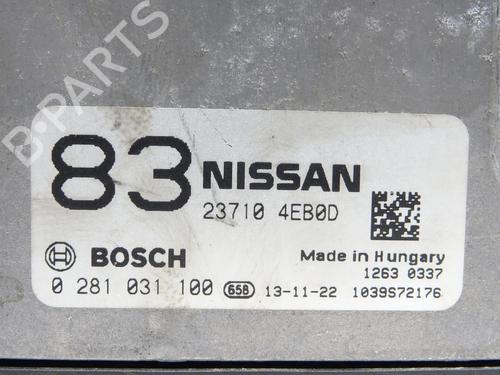 B-PARTS
83 NISSAN
23710 4EB0D
BOSCH
Made in Hungary
1263 0337
0 281 031 100 65B 13-11-22 1039S72176